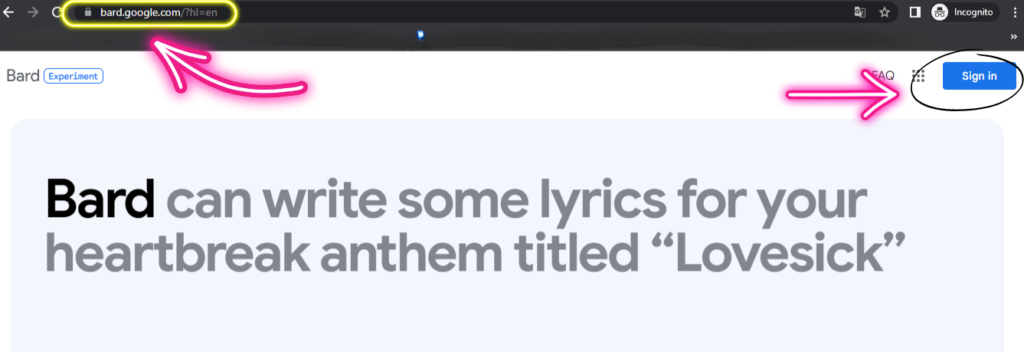 bard.google.com/?hl=en
Incognito
»
Bard Experiment
FAQ
Sign in
Bard can write some lyrics for your
heartbreak anthem titled “Lovesick”